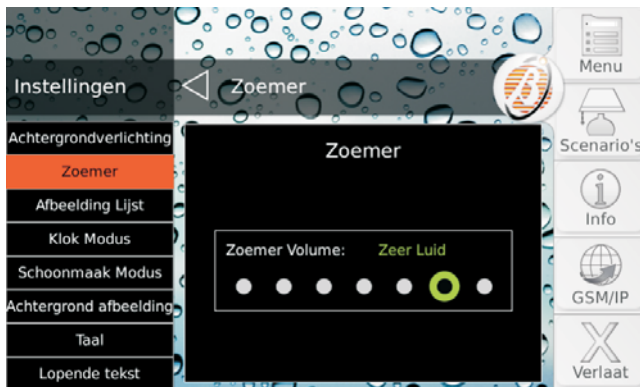 Instellingen
Zoemer
Achtergrondverlichting
Zoemer
Afbeelding Lijst
Klok Modus
Schoonmaak Modus
Achtergrond afbeelding
Taal
Lopende tekst
Zoemer
Zoemer Volume: Zeer Luid
Menu
Scenario's
Info
GSM/IP
Verlaat